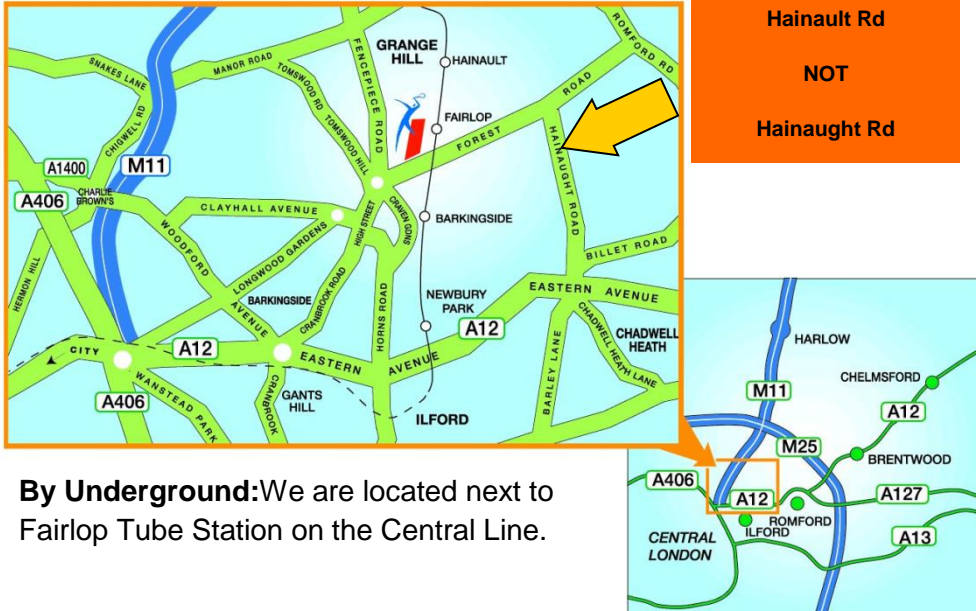 Hainault Rd
NOT
Hainaught Rd
GRANGE
HILL
HAINAULT
ROMFORD RD
SNAKES LANE
MANOR ROAD
TOMSWOOD RD
FENCEPIECE ROAD
ROAD
FAIRLOP
CHIGWELL RD
TOMSWOOD HILL
FOREST
HAINAUGHT ROAD
M11
A1400
A406
CHARLIE
BROWN'S
CLAYHALL AVENUE
HIGH STREET
CRAVEN GDNS
BARKINGSIDE
WOODFORD
LONGWOOD GARDENS
BILLET ROAD
HERMON HILL
BARKINGSIDE
CRANBROOK ROAD
HORNS ROAD
NEWBURY
PARK
EASTERN AVENUE
AVENUE
A12
CHADWELL
HEATH
CHADWELL HEATH LANE
CITY
A12
EASTERN
AVENUE
BARLEY LANE
A406
WANSTEAD PARK
CRANBROOK
GANTS
HILL
ILFORD
HARLOW
CHELMSFORD
M11
A12
M25
BRENTWOOD
A406
A12
A127
ROMFORD
ILFORD
CENTRAL
LONDON
A13
By Underground:We are located next to
Fairlop Tube Station on the Central Line.